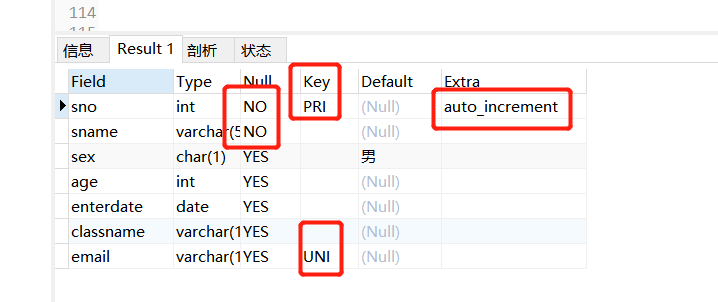 114
信息 Result 1 剖析 状态
Field Type Null Key Default Extra
sno int NO PRI (Null) auto_increment
sname varchar(5 NO (Null)
sex char(1) YES 男
age int YES (Null)
enterdate date YES (Null)
classname varchar(1 YES (Null)
email varchar(1 YES UNI (Null)